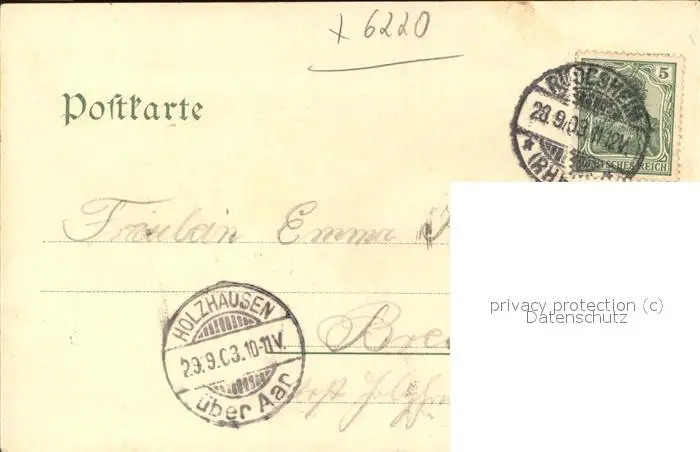 x 6220
5
RÜDESHEIM
28.9.03.11-12V.
DEUTSCHES REICH
Postkarte
Fräulein Emma
privacy protection (c)
Datenschutz
HOLZHAUSEN
29.9.03.10-11V.
über Aar